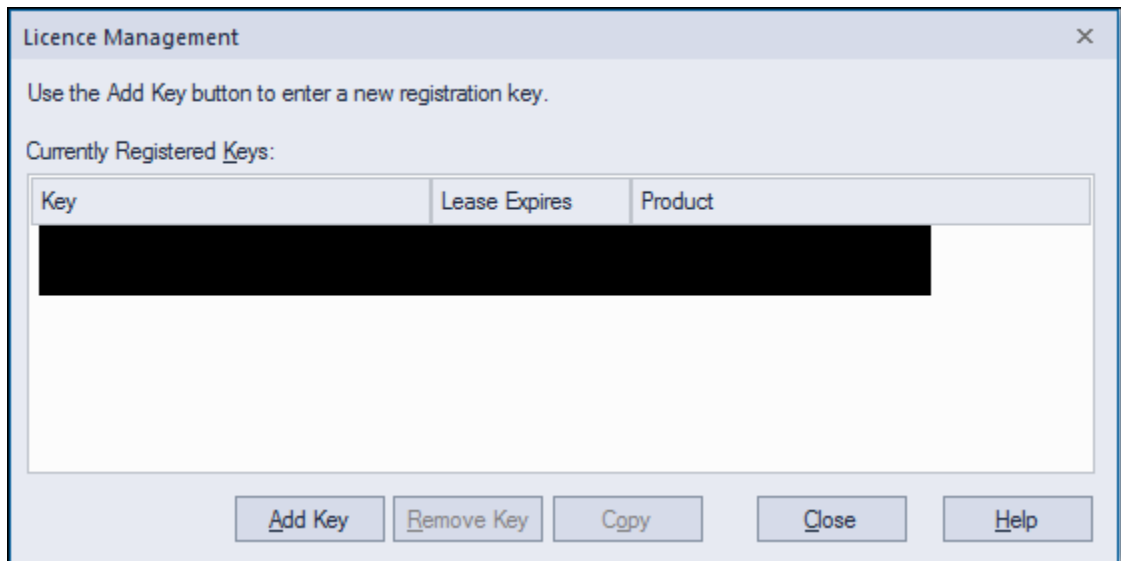 Licence Management
Use the Add Key button to enter a new registration key.
Currently Registered Keys:
Key Lease Expires Product
Add Key Remove Key Copy Close Help